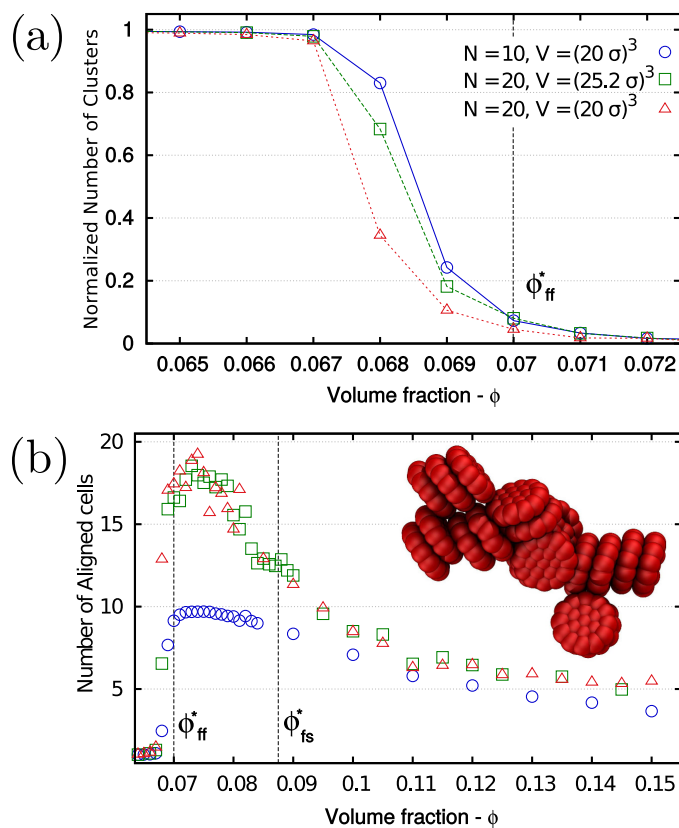 (a)
Normalized Number of Clusters
1
0.8
0.6
0.4
0.2
0
N = 10, V = (20 σ)³
N = 20, V = (25.2 σ)³
N = 20, V = (20 σ)³
ϕ*ff
0.065 0.066 0.067 0.068 0.069 0.07 0.071 0.072
Volume fraction - ϕ
(b)
Number of Aligned cells
20
15
10
5
ϕ*ff
ϕ*fs
0.07 0.08 0.09 0.1 0.11 0.12 0.13 0.14 0.15
Volume fraction - ϕ